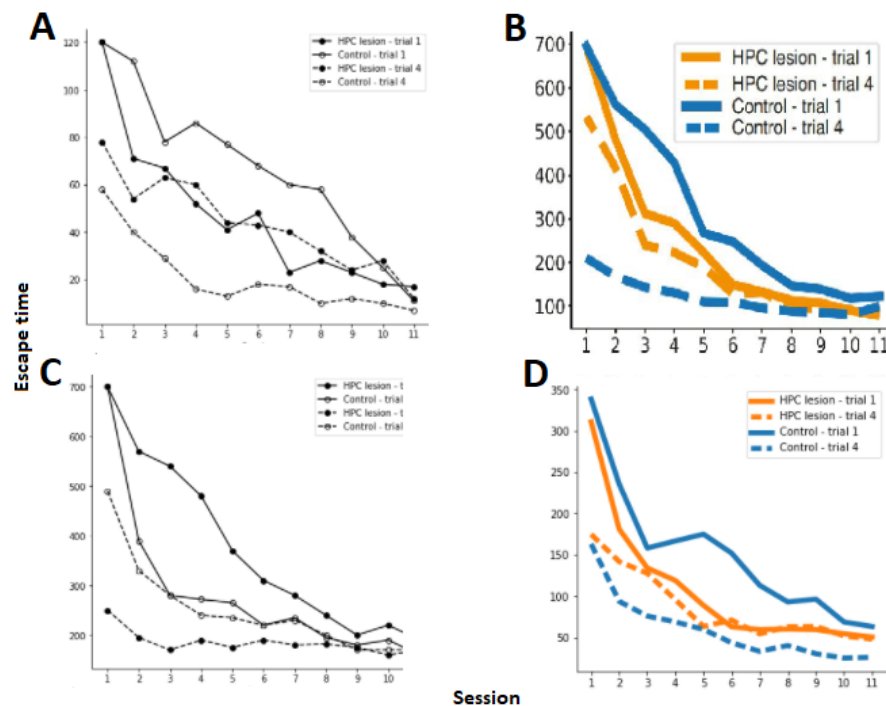 A
120
100
80
60
40
20
1 2 3 4 5 6 7 8 9 10 11
HPC lesion - trial 1
Control - trial 1
HPC lesion - trial 4
Control - trial 4
B
700
600
500
400
300
200
100
1 2 3 4 5 6 7 8 9 10 11
HPC lesion - trial 1
HPC lesion - trial 4
Control - trial 1
Control - trial 4
Escape time
C
700
600
500
400
300
200
1 2 3 4 5 6 7 8 9 10
HPC lesion - t
Control - trial
HPC lesion - t
Control - trial
D
350
300
250
200
150
100
50
1 2 3 4 5 6 7 8 9 10 11
HPC lesion - trial 1
HPC lesion - trial 4
Control - trial 1
Control - trial 4
Session